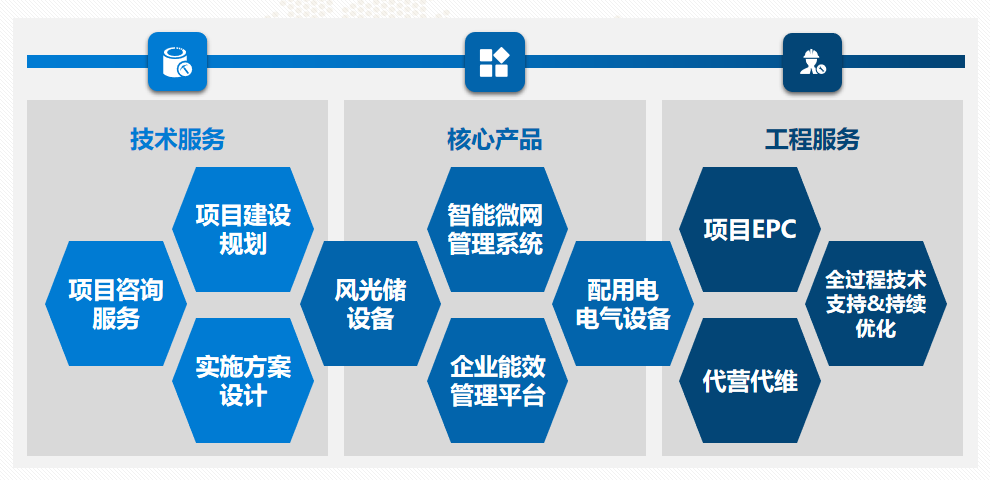 技术服务
项目建设
规划
项目咨询
服务
实施方案
设计
核心产品
智能微网
管理系统
风光储
设备
配用电
电气设备
企业能效
管理平台
工程服务
项目EPC
全过程技术
支持&持续
优化
代营代维